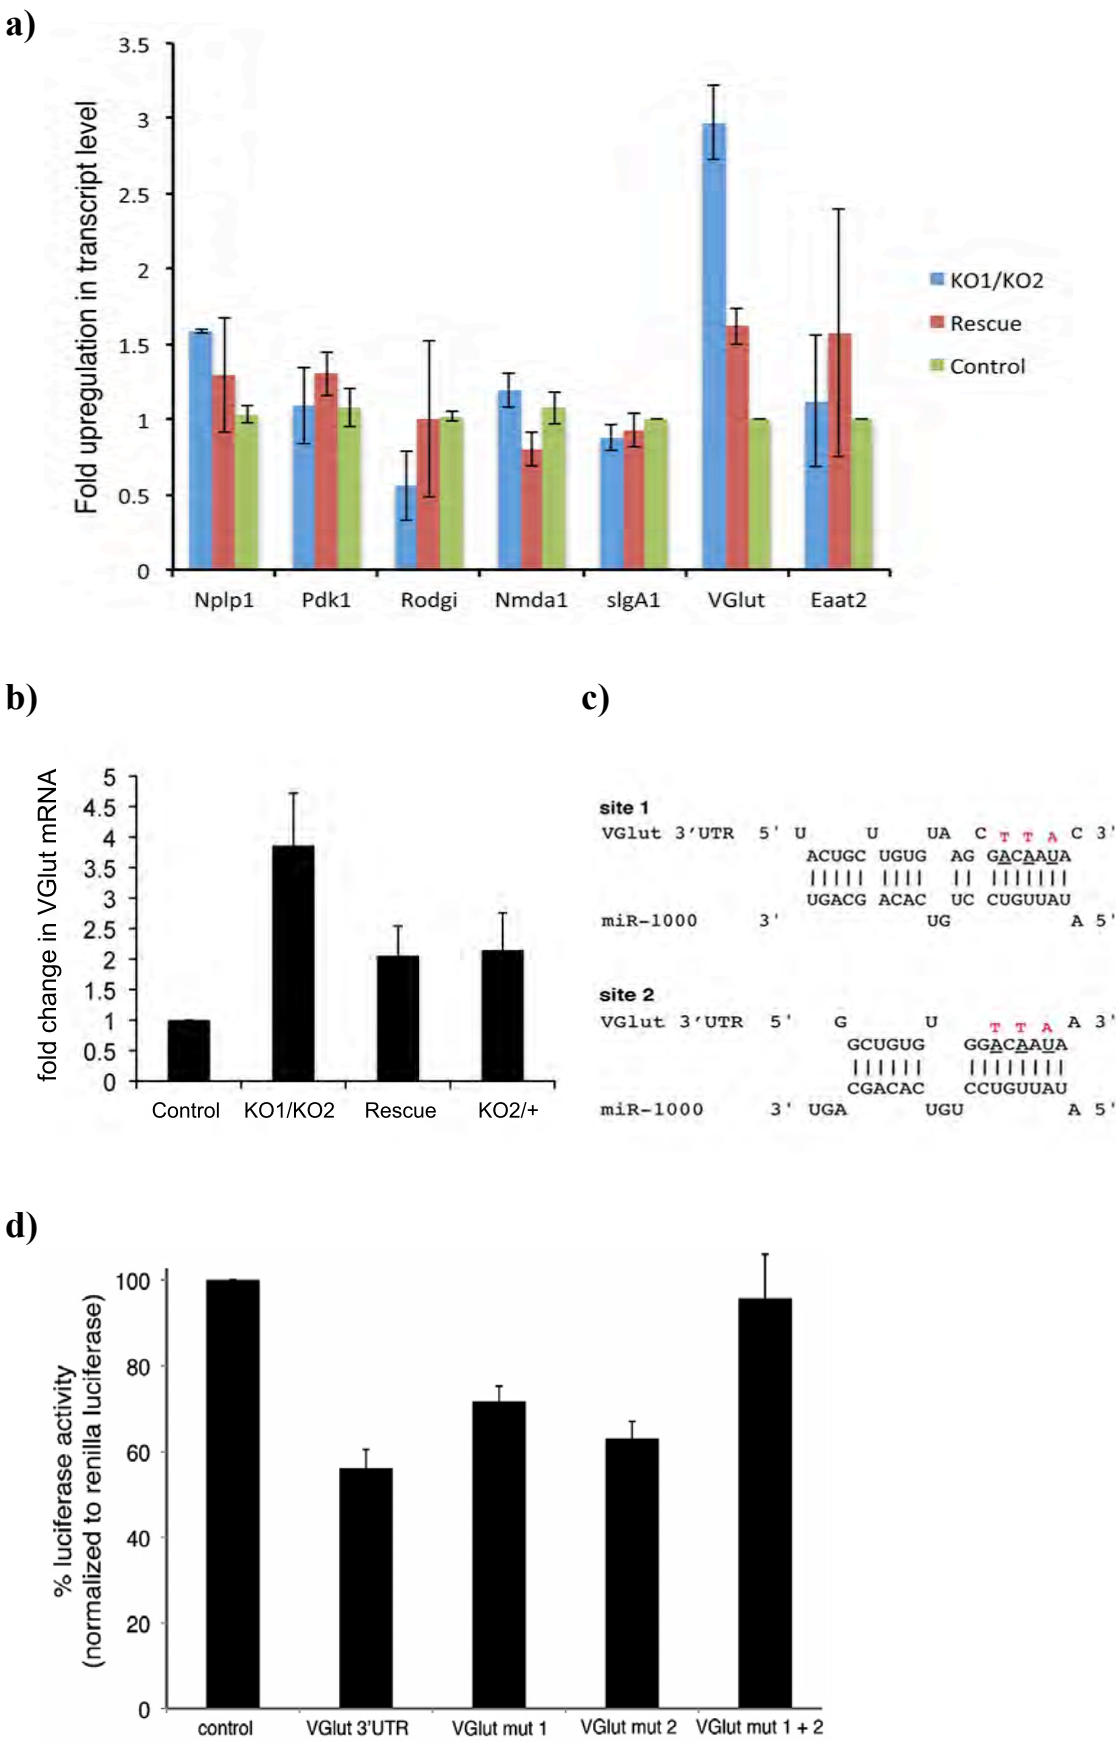 a)
Fold upregulation in transcript level
3.5
3
2.5
2
1.5
1
0.5
0
Nplp1 Pdk1 Rodgi Nmda1 slgA1 VGlut Eaat2
KO1/KO2
Rescue
Control
b)
fold change in VGlut mRNA
5
4.5
4
3.5
3
2.5
2
1.5
1
0.5
0
Control KO1/KO2 Rescue KO2/+
c)
site 1
VGlut 3'UTR 5' U U UA C T T A C 3'
ACUGC UGUG AG GACAAUA
UGACG ACAC UC CUGUUAU
miR-1000 3' UG A 5'
site 2
VGlut 3'UTR 5' G U T T A A 3'
GCUGUG GGACAAUA
CGACAC CCUGUUAU
miR-1000 3' UGA UGU A 5'
d)
% luciferase activity
(normalized to renilla luciferase)
100
80
60
40
20
0
control VGlut 3'UTR VGlut mut 1 VGlut mut 2 VGlut mut 1 + 2